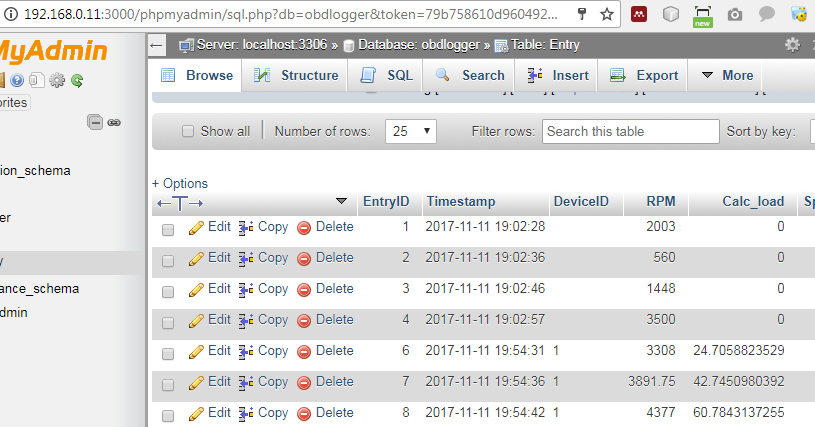 192.168.0.11:3000/phpmyadmin/sql.php?db=obdlogger&token=79b758610d960492...
new
MyAdmin
Server: localhost:3306 » Database: obdlogger » Table: Entry
Browse Structure SQL Search Insert Export More
orites
Show all Number of rows: 25 Filter rows: Search this table Sort by key:
ion_schema
+ Options
EntryID Timestamp DeviceID RPM Calc_load Sp
er
Edit Copy Delete 1 2017-11-11 19:02:28 2003 0
y
Edit Copy Delete 2 2017-11-11 19:02:36 560 0
ance_schema
Edit Copy Delete 3 2017-11-11 19:02:46 1448 0
dmin
Edit Copy Delete 4 2017-11-11 19:02:57 3500 0
Edit Copy Delete 6 2017-11-11 19:54:31 1 3308 24.7058823529
Edit Copy Delete 7 2017-11-11 19:54:36 1 3891.75 42.7450980392
Edit Copy Delete 8 2017-11-11 19:54:42 1 4377 60.7843137255